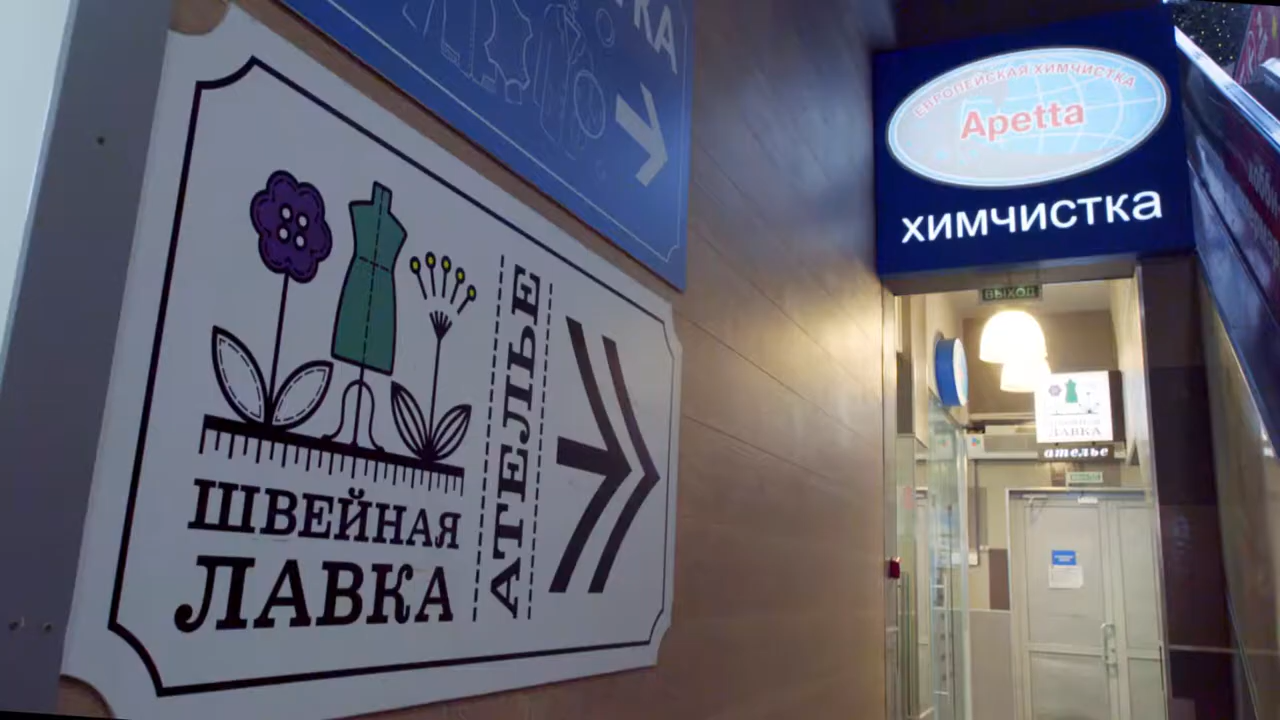 ШВЕЙНАЯ
ЛАВКА
АТЕЛЬЕ
ЕВРОПЕЙСКАЯ ХИМЧИСТКА
Apetta
химчистка
ВЫХОД
ЛАВКА
ателье